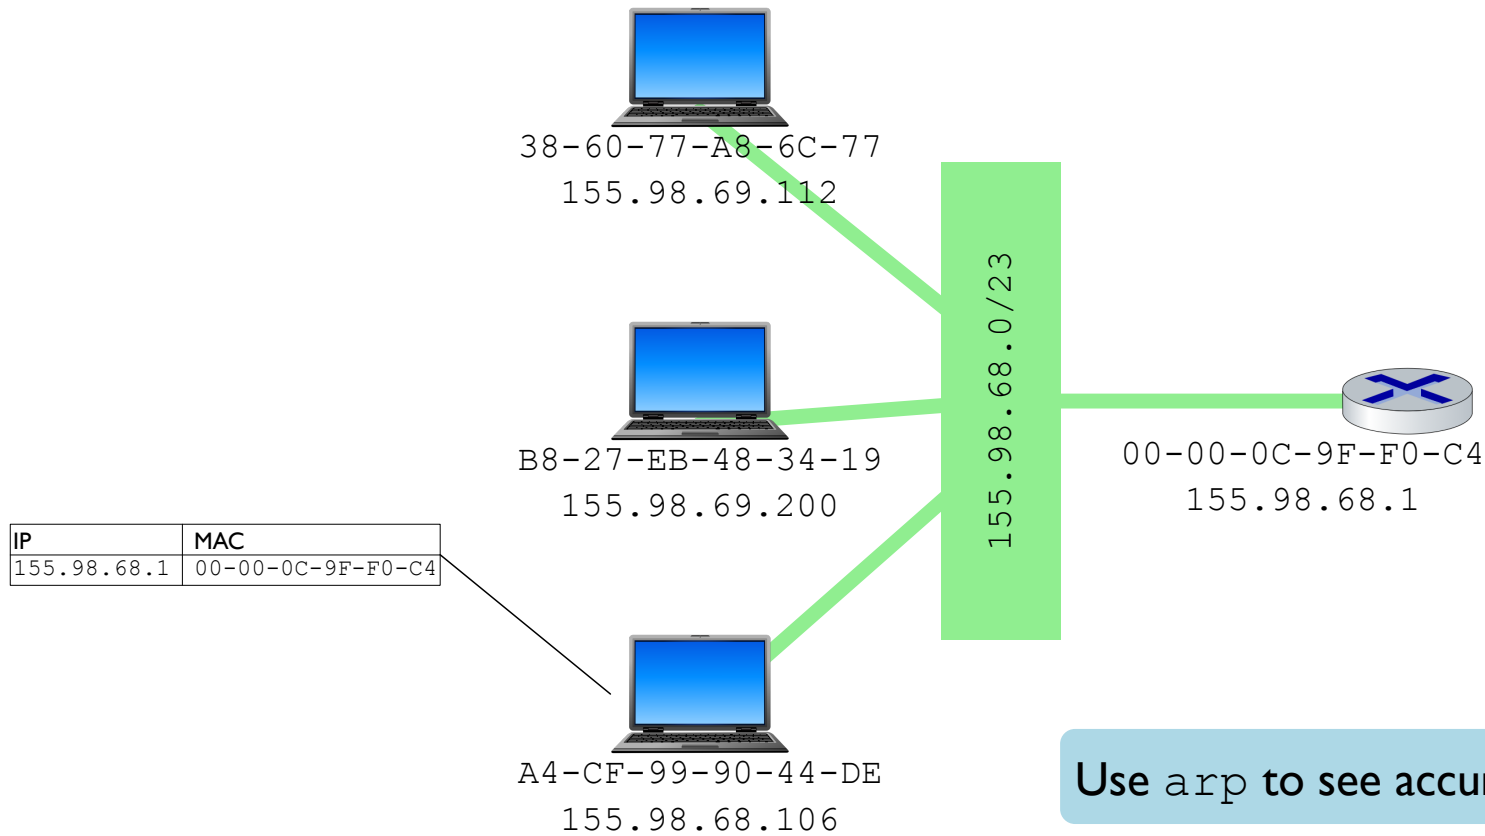 38-60-77-A8-6C-77
155.98.69.112
155.98.68.0/23
B8-27-EB-48-34-19
155.98.69.200
00-00-0C-9F-F0-C4
155.98.68.1
IP MAC
155.98.68.1 00-00-0C-9F-F0-C4
A4-CF-99-90-44-DE
155.98.68.106
Use arp to see